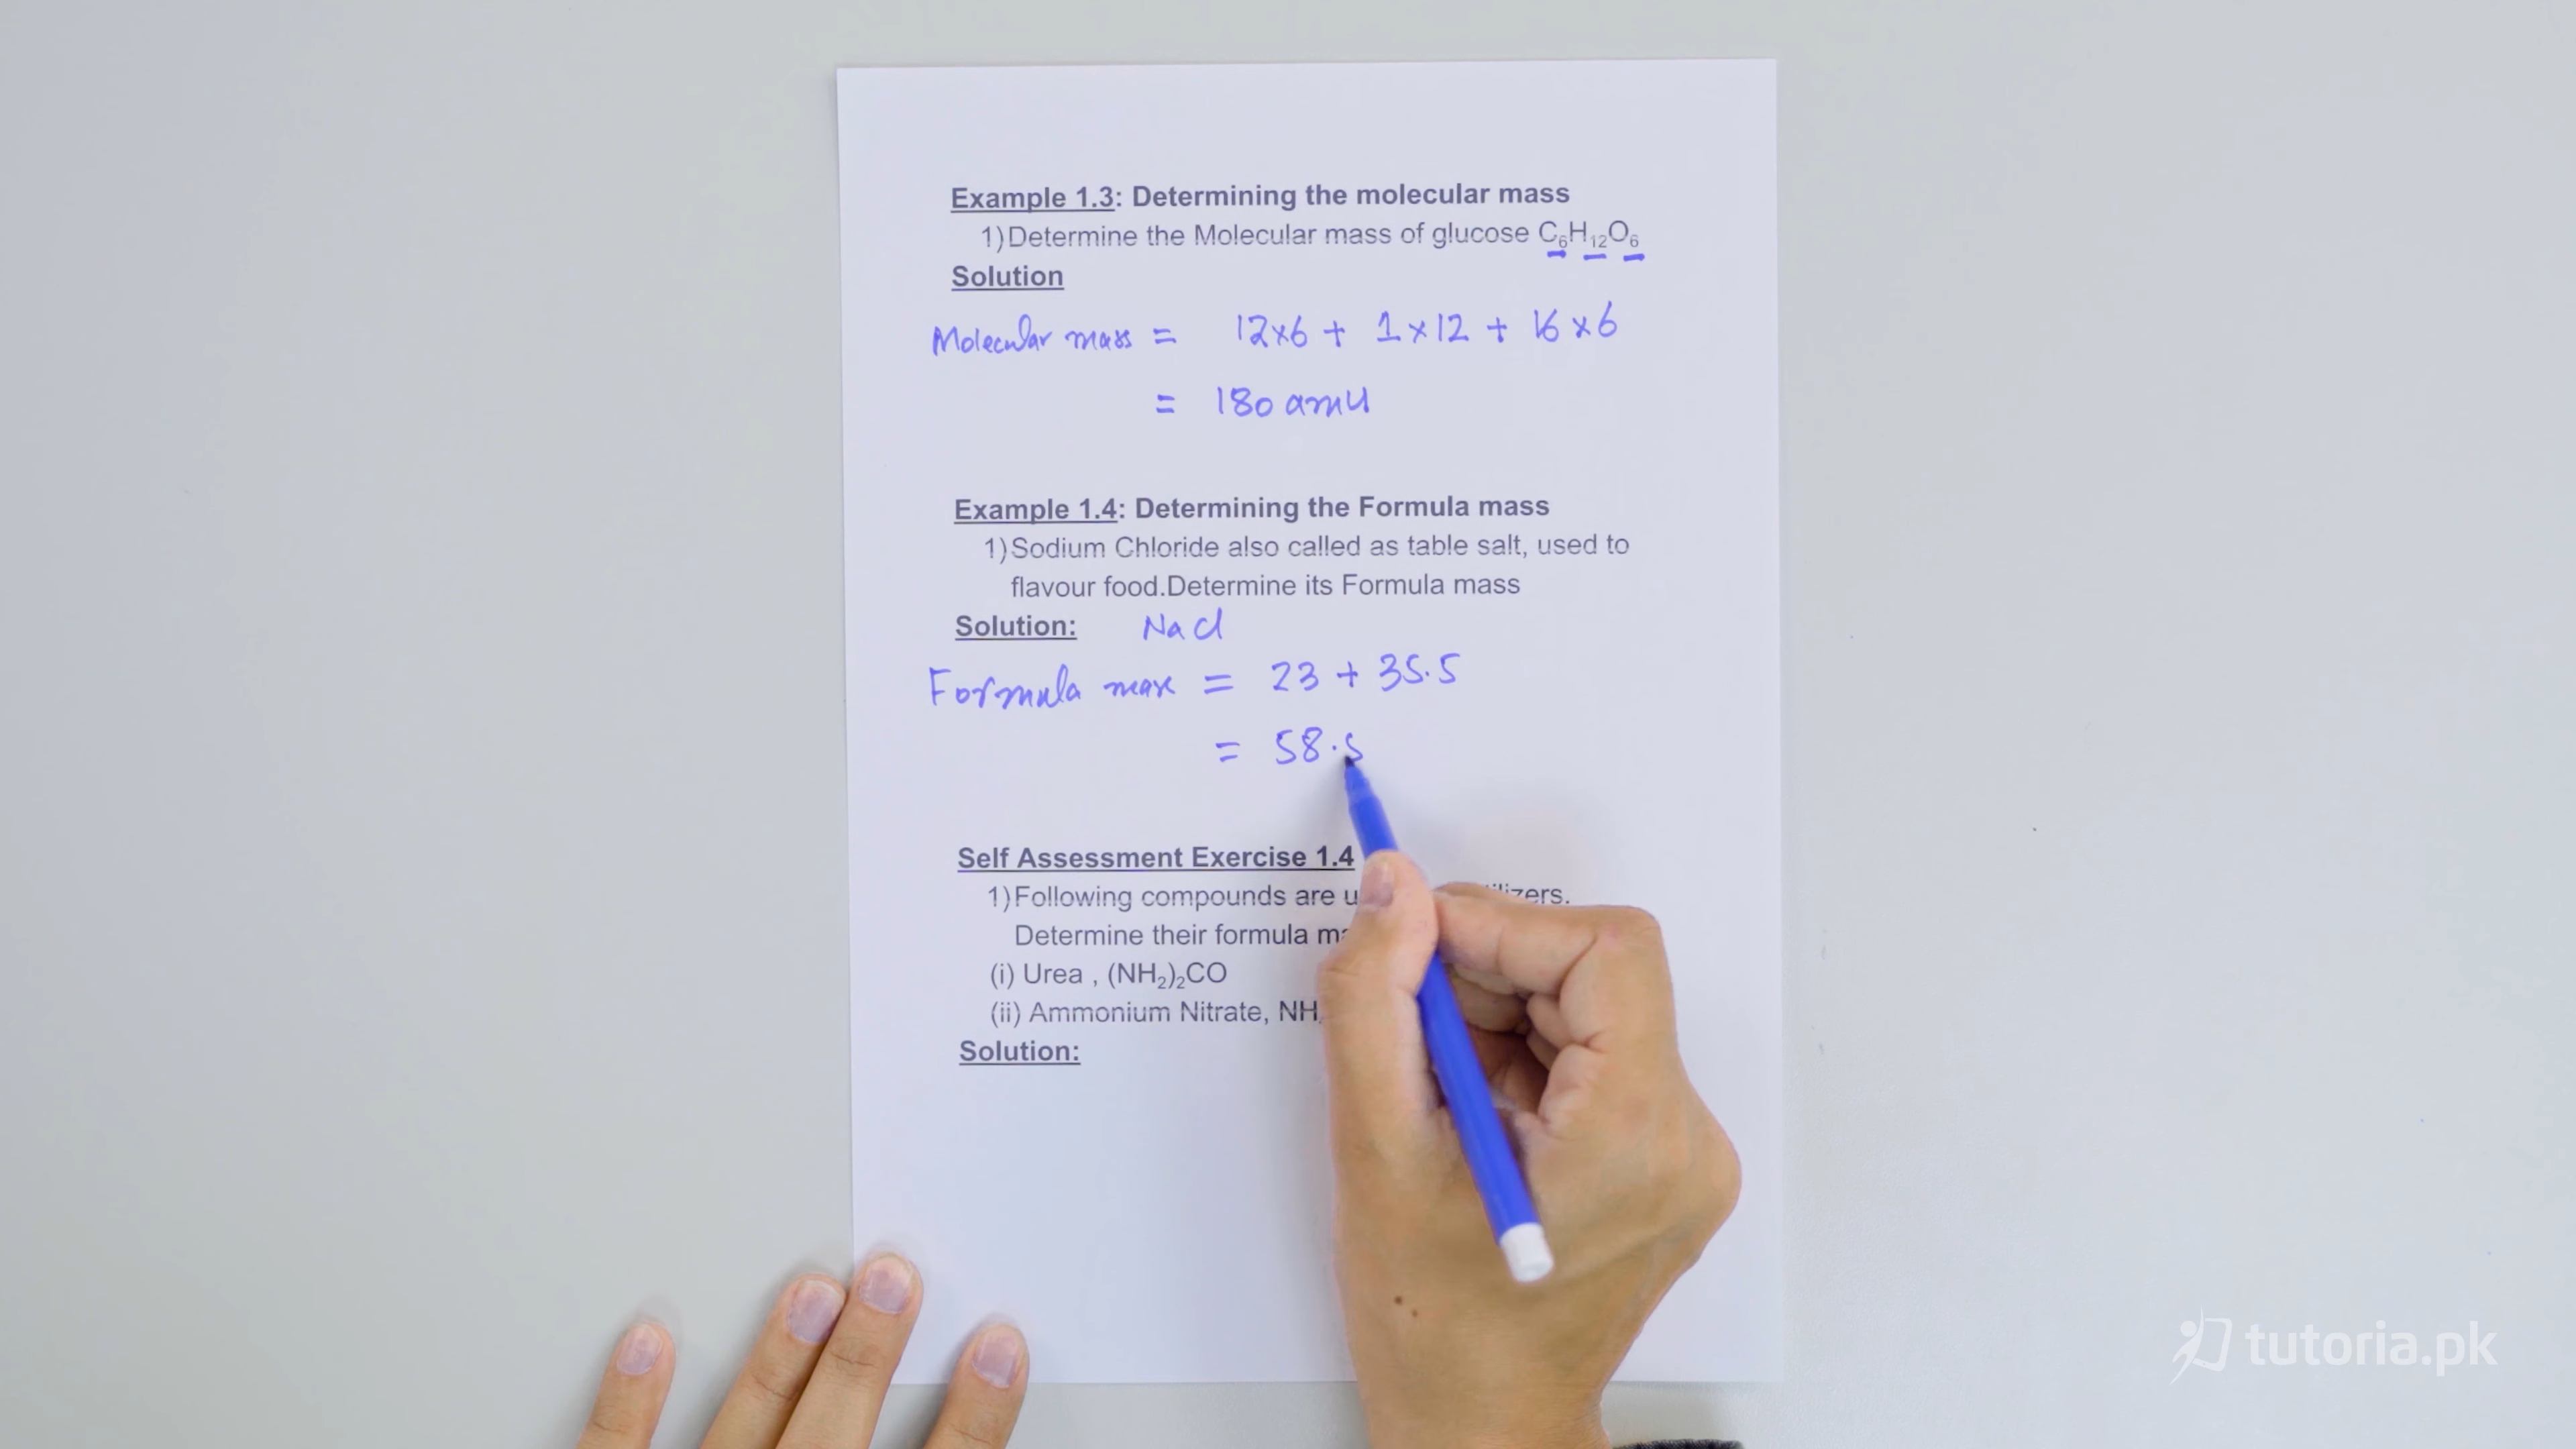 Example 1.3: Determining the molecular mass
1) Determine the Molecular mass of glucose C₆H₁₂O₆
Solution
Molecular mass = 12×6 + 1×12 + 16×6
= 180 amu
Example 1.4: Determining the Formula mass
1) Sodium Chloride also called as table salt, used to
flavour food.Determine its Formula mass
Solution: NaCl
Formula mass = 23 + 35.5
= 58.5
Self Assessment Exercise 1.4
1) Following compounds are
Determine their formula
(i) Urea , (NH₂)₂CO
(ii) Ammonium Nitrate,
Solution:
tutoria.pk